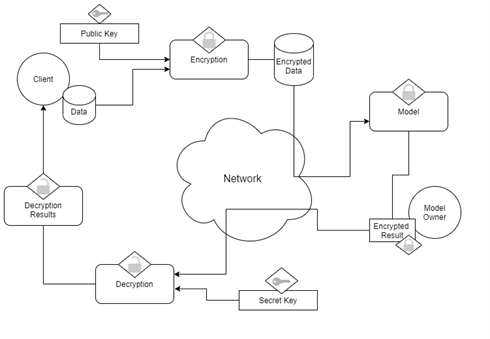 Public Key
Encryption
Encrypted
Data
Client
Data
Model
Network
Decryption
Results
Model
Owner
Encrypted
Result
Decryption
Secret Key